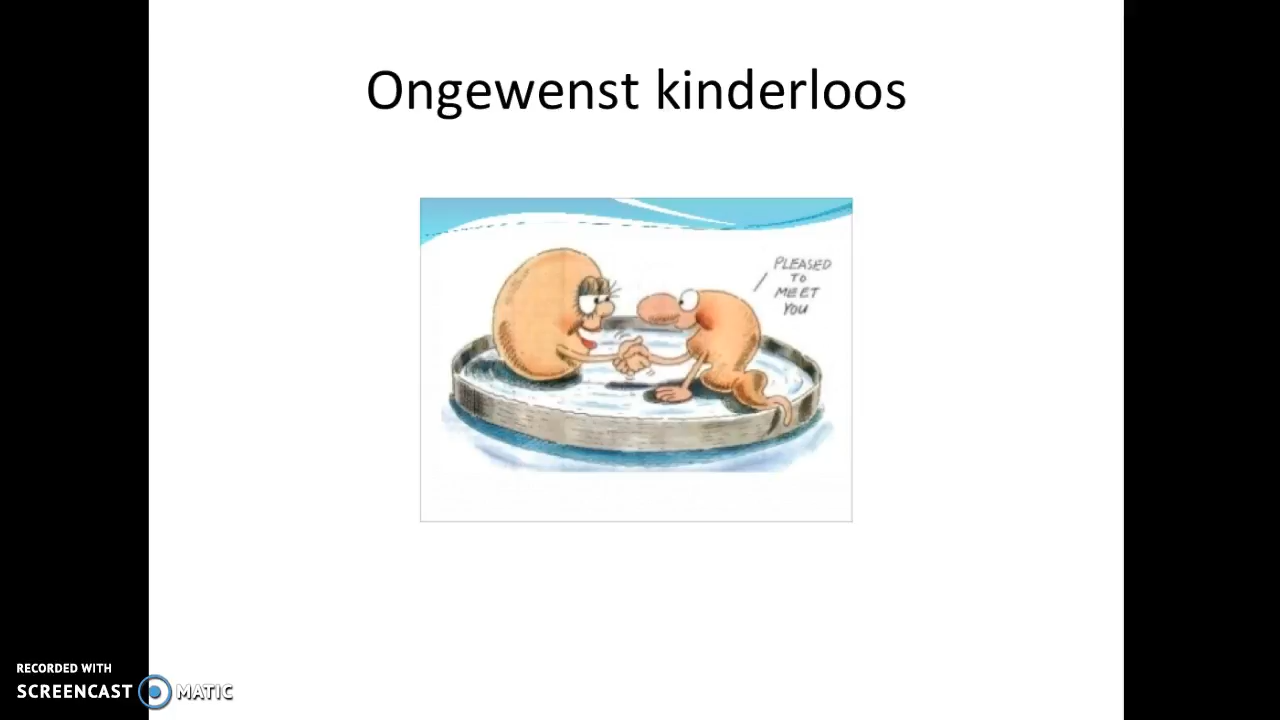 Ongewenst kinderloos
PLEASED
TO
MEET
YOU
RECORDED WITH
SCREENCAST MATIC